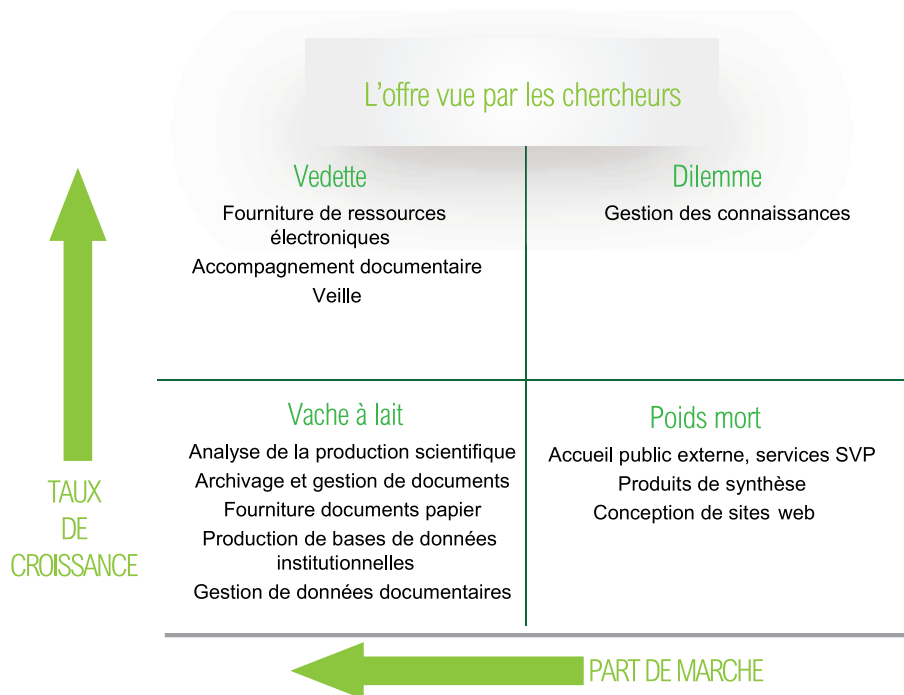 L'offre vue par les chercheurs
Vedette
Fourniture de ressources
électroniques
Accompagnement documentaire
Veille
Dilemme
Gestion des connaissances
Vache à lait
Analyse de la production scientifique
Archivage et gestion de documents
Fourniture documents papier
Production de bases de données
institutionnelles
Gestion de données documentaires
Poids mort
Accueil public externe, services SVP
Produits de synthèse
Conception de sites web
TAUX
DE
CROISSANCE
PART DE MARCHE